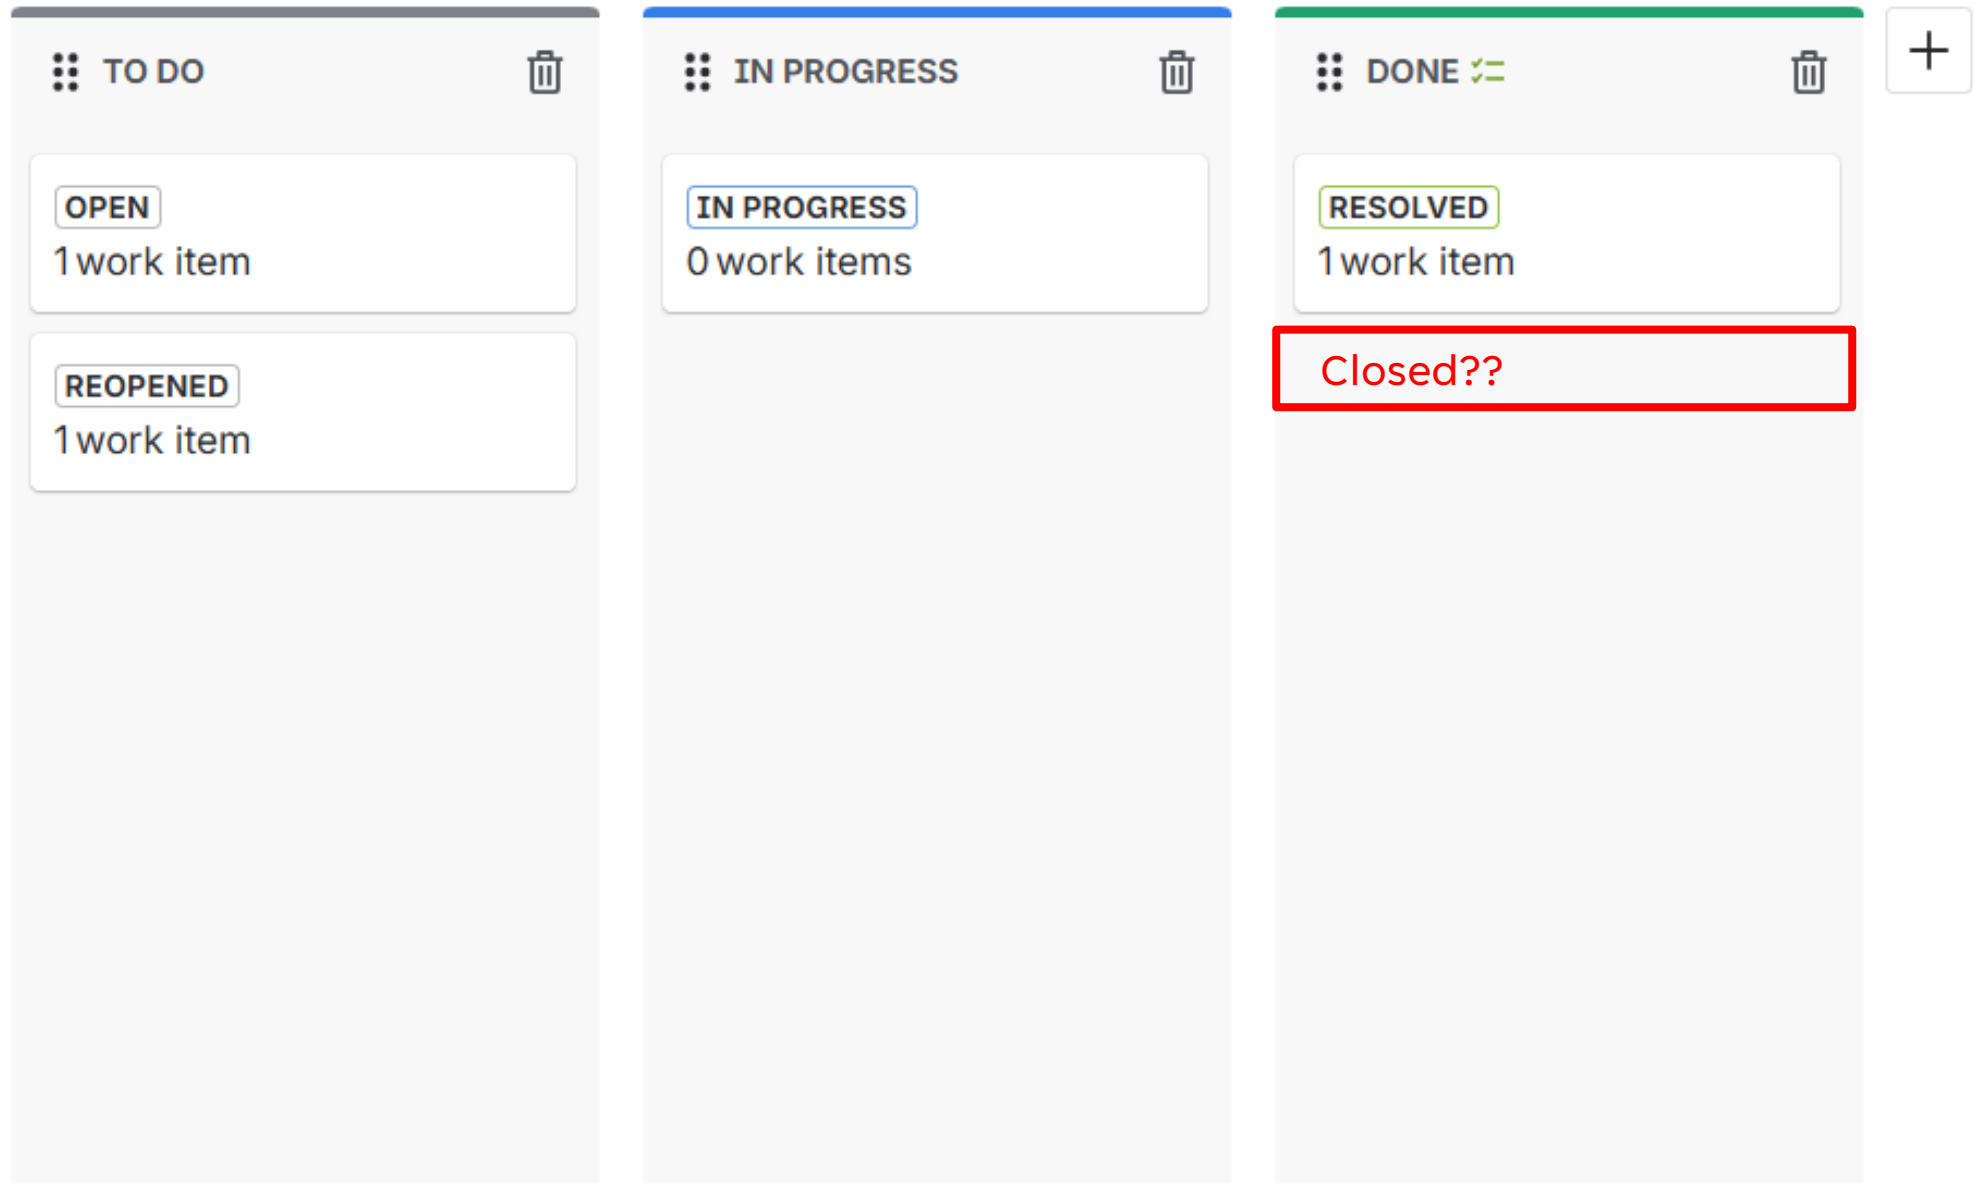 TO DO
OPEN
1 work item
REOPENED
1 work item
IN PROGRESS
IN PROGRESS
0 work items
DONE
RESOLVED
1 work item
Closed??